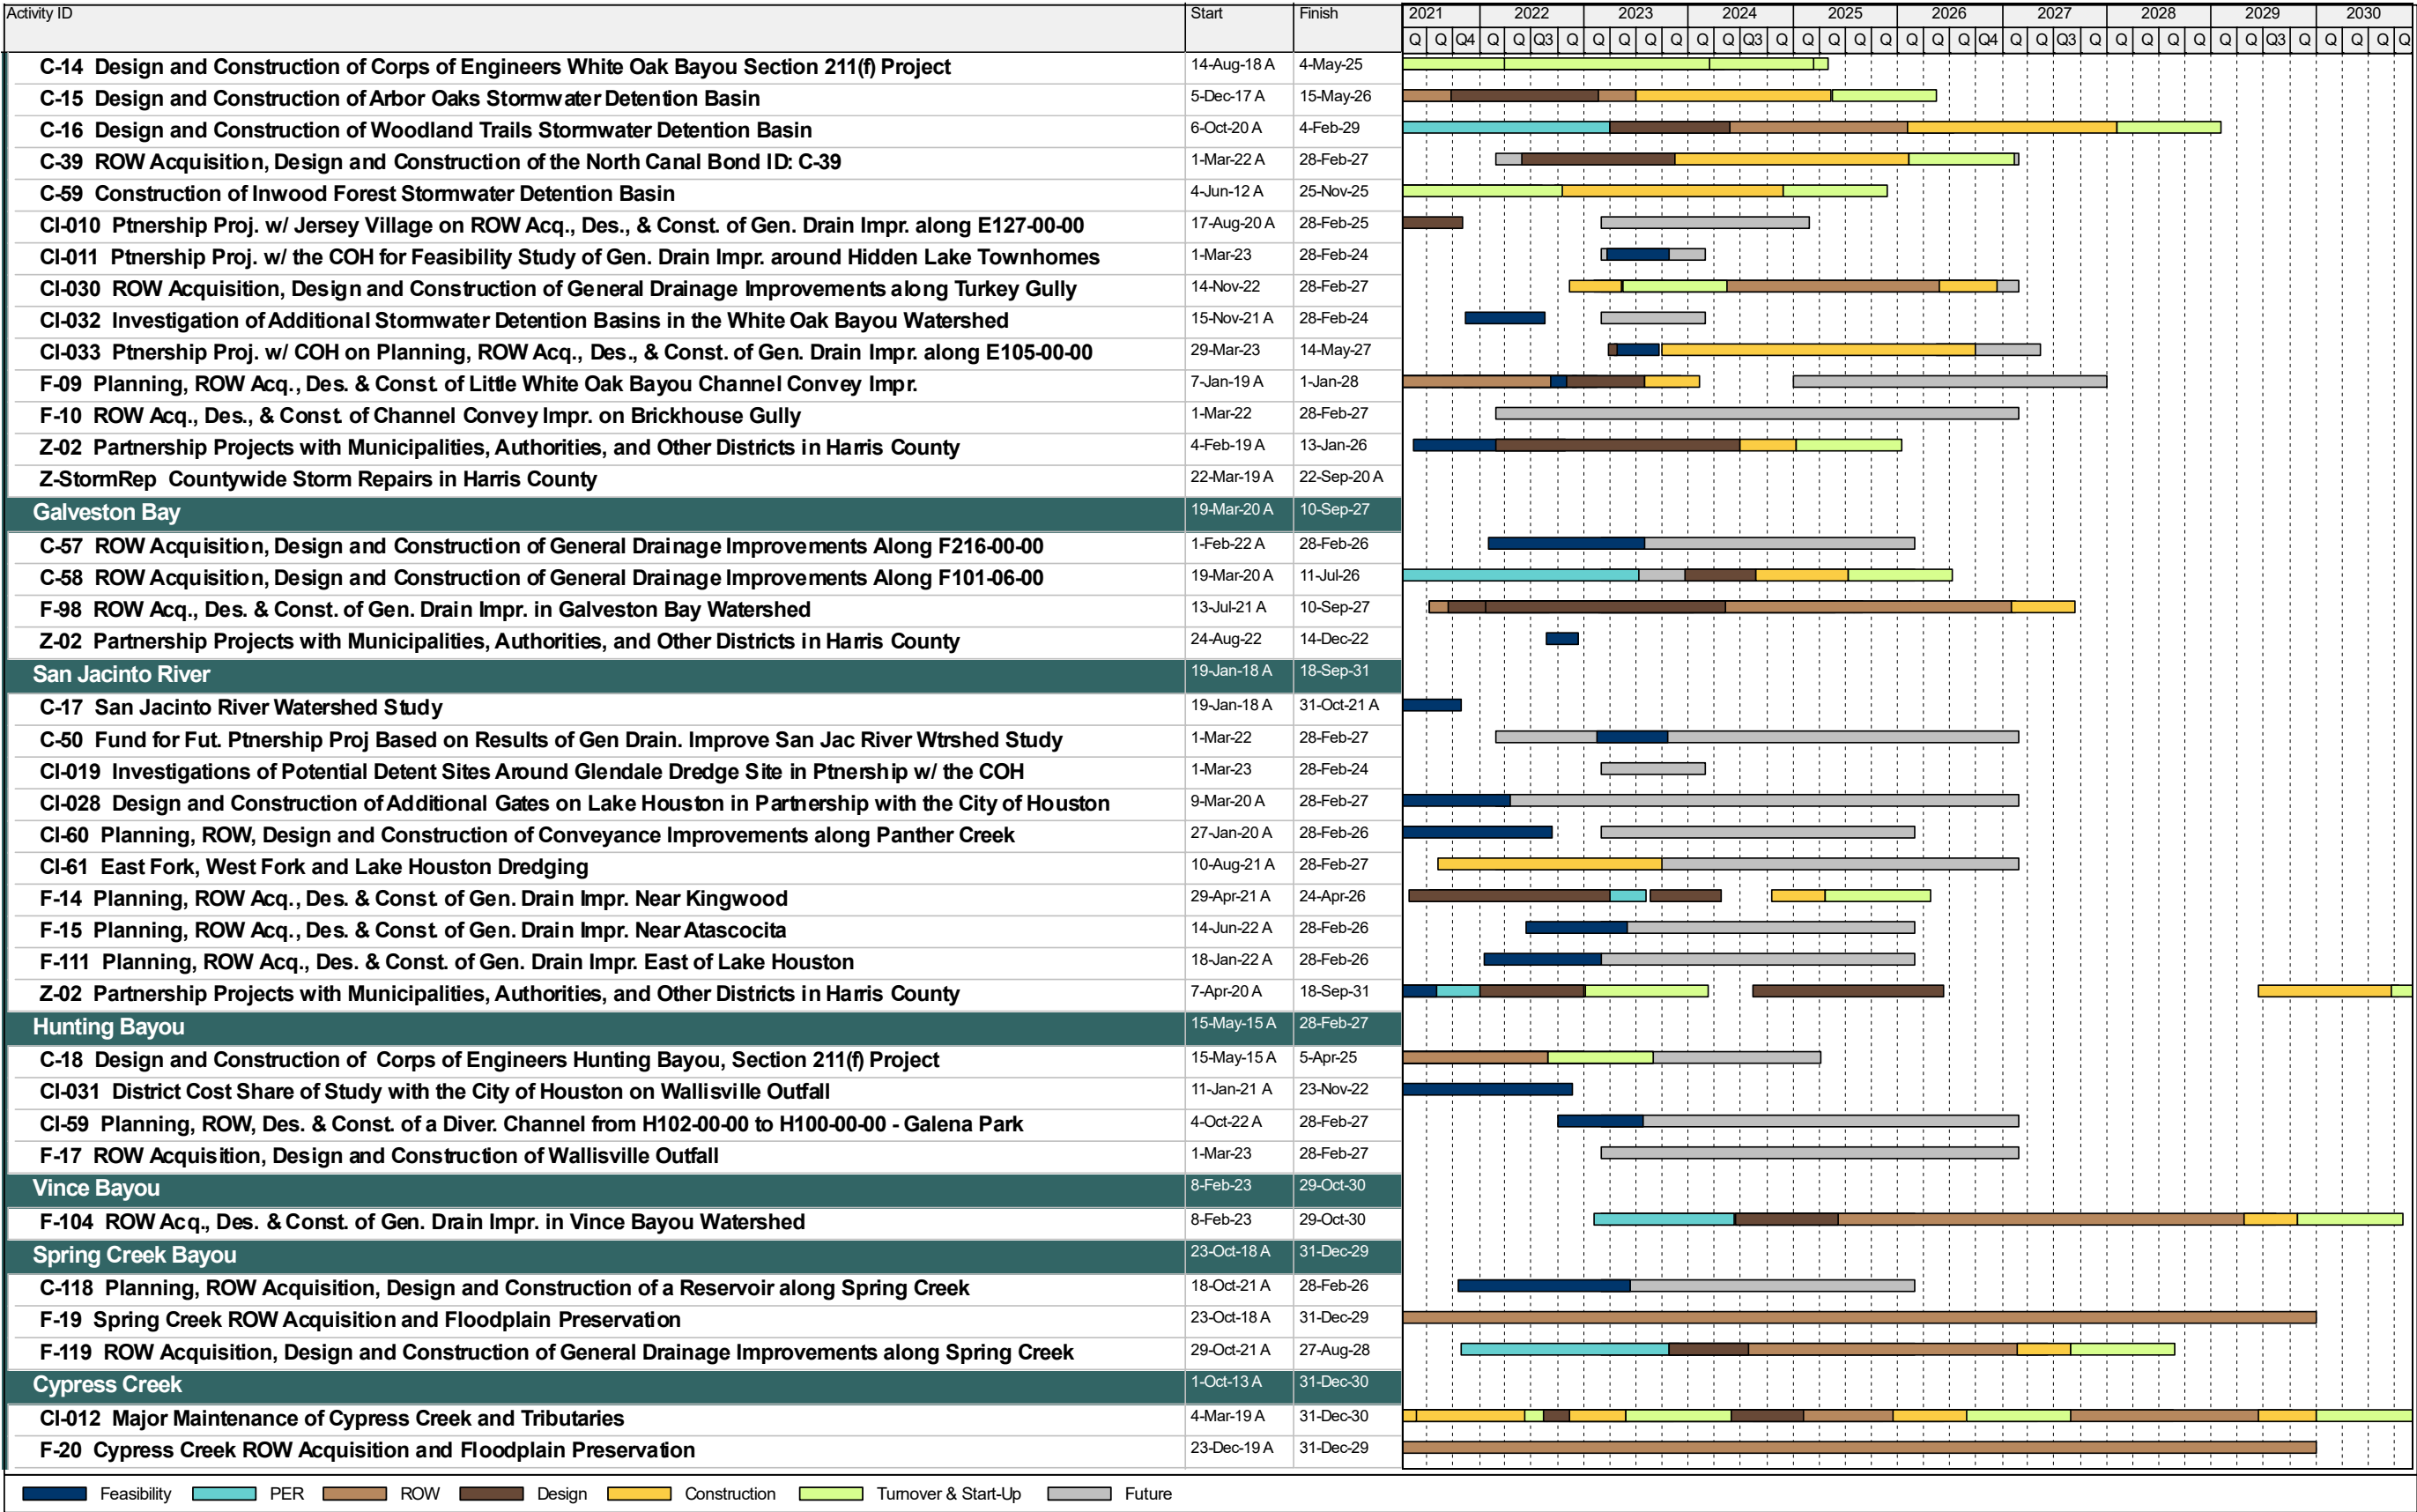 Activity ID Start Finish 2021 2022 2023 2024 2025 2026 2027 2028 2029 2030
Q Q Q4 Q Q Q3 Q Q Q Q Q Q Q Q3 Q Q Q Q Q Q Q Q Q4 Q Q Q3 Q Q Q Q Q Q Q Q3 Q Q Q Q Q
C-14 Design and Construction of Corps of Engineers White Oak Bayou Section 211(f) Project 14-Aug-18 A 4-May-25
C-15 Design and Construction of Arbor Oaks Stormwater Detention Basin 5-Dec-17 A 15-May-26
C-16 Design and Construction of Woodland Trails Stormwater Detention Basin 6-Oct-20 A 4-Feb-29
C-39 ROW Acquisition, Design and Construction of the North Canal Bond ID: C-39 1-Mar-22 A 28-Feb-27
C-59 Construction of Inwood Forest Stormwater Detention Basin 4-Jun-12 A 25-Nov-25
CI-010 Ptnership Proj. w/ Jersey Village on ROW Acq., Des., & Const. of Gen. Drain Impr. along E127-00-00 17-Aug-20 A 28-Feb-25
CI-011 Ptnership Proj. w/ the COH for Feasibility Study of Gen. Drain Impr. around Hidden Lake Townhomes 1-Mar-23 28-Feb-24
CI-030 ROW Acquisition, Design and Construction of General Drainage Improvements along Turkey Gully 14-Nov-22 28-Feb-27
CI-032 Investigation of Additional Stormwater Detention Basins in the White Oak Bayou Watershed 15-Nov-21 A 28-Feb-24
CI-033 Ptnership Proj. w/ COH on Planning, ROW Acq., Des., & Const. of Gen. Drain Impr. along E105-00-00 29-Mar-23 14-May-27
F-09 Planning, ROW Acq., Des. & Const. of Little White Oak Bayou Channel Convey Impr. 7-Jan-19 A 1-Jan-28
F-10 ROW Acq., Des., & Const. of Channel Convey Impr. on Brickhouse Gully 1-Mar-22 28-Feb-27
Z-02 Partnership Projects with Municipalities, Authorities, and Other Districts in Harris County 4-Feb-19 A 13-Jan-26
Z-StormRep Countywide Storm Repairs in Harris County 22-Mar-19 A 22-Sep-20 A
Galveston Bay 19-Mar-20 A 10-Sep-27
C-57 ROW Acquisition, Design and Construction of General Drainage Improvements Along F216-00-00 1-Feb-22 A 28-Feb-26
C-58 ROW Acquisition, Design and Construction of General Drainage Improvements Along F101-06-00 19-Mar-20 A 11-Jul-26
F-98 ROW Acq., Des. & Const. of Gen. Drain Impr. in Galveston Bay Watershed 13-Jul-21 A 10-Sep-27
Z-02 Partnership Projects with Municipalities, Authorities, and Other Districts in Harris County 24-Aug-22 14-Dec-22
San Jacinto River 19-Jan-18 A 18-Sep-31
C-17 San Jacinto River Watershed Study 19-Jan-18 A 31-Oct-21 A
C-50 Fund for Fut. Ptnership Proj Based on Results of Gen Drain. Improve San Jac River Wtrshed Study 1-Mar-22 28-Feb-27
CI-019 Investigations of Potential Detent Sites Around Glendale Dredge Site in Ptnership w/ the COH 1-Mar-23 28-Feb-24
CI-028 Design and Construction of Additional Gates on Lake Houston in Partnership with the City of Houston 9-Mar-20 A 28-Feb-27
CI-60 Planning, ROW, Design and Construction of Conveyance Improvements along Panther Creek 27-Jan-20 A 28-Feb-26
CI-61 East Fork, West Fork and Lake Houston Dredging 10-Aug-21 A 28-Feb-27
F-14 Planning, ROW Acq., Des. & Const. of Gen. Drain Impr. Near Kingwood 29-Apr-21 A 24-Apr-26
F-15 Planning, ROW Acq., Des. & Const. of Gen. Drain Impr. Near Atascocita 14-Jun-22 A 28-Feb-26
F-111 Planning, ROW Acq., Des. & Const. of Gen. Drain Impr. East of Lake Houston 18-Jan-22 A 28-Feb-26
Z-02 Partnership Projects with Municipalities, Authorities, and Other Districts in Harris County 7-Apr-20 A 18-Sep-31
Hunting Bayou 15-May-15 A 28-Feb-27
C-18 Design and Construction of Corps of Engineers Hunting Bayou, Section 211(f) Project 15-May-15 A 5-Apr-25
CI-031 District Cost Share of Study with the City of Houston on Wallisville Outfall 11-Jan-21 A 23-Nov-22
CI-59 Planning, ROW, Des. & Const. of a Diver. Channel from H102-00-00 to H100-00-00 - Galena Park 4-Oct-22 A 28-Feb-27
F-17 ROW Acquisition, Design and Construction of Wallisville Outfall 1-Mar-23 28-Feb-27
Vince Bayou 8-Feb-23 29-Oct-30
F-104 ROW Acq., Des. & Const. of Gen. Drain Impr. in Vince Bayou Watershed 8-Feb-23 29-Oct-30
Spring Creek Bayou 23-Oct-18 A 31-Dec-29
C-118 Planning, ROW Acquisition, Design and Construction of a Reservoir along Spring Creek 18-Oct-21 A 28-Feb-26
F-19 Spring Creek ROW Acquisition and Floodplain Preservation 23-Oct-18 A 31-Dec-29
F-119 ROW Acquisition, Design and Construction of General Drainage Improvements along Spring Creek 29-Oct-21 A 27-Aug-28
Cypress Creek 1-Oct-13 A 31-Dec-30
CI-012 Major Maintenance of Cypress Creek and Tributaries 4-Mar-19 A 31-Dec-30
F-20 Cypress Creek ROW Acquisition and Floodplain Preservation 23-Dec-19 A 31-Dec-29
Feasibility PER ROW Design Construction Turnover & Start-Up Future